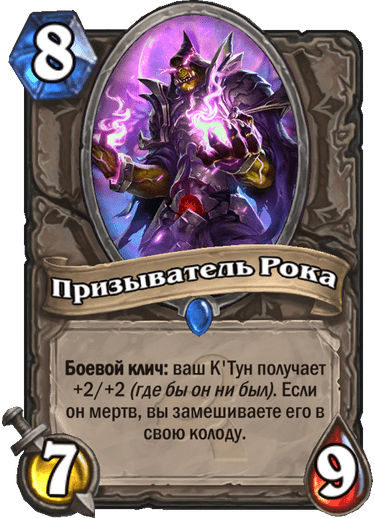 8
Призыватель Рока
Боевой клич: ваш К'Тун получает
+2/+2 (где бы он ни был). Если
он мертв, вы замешиваете его в
свою колоду.
7
9